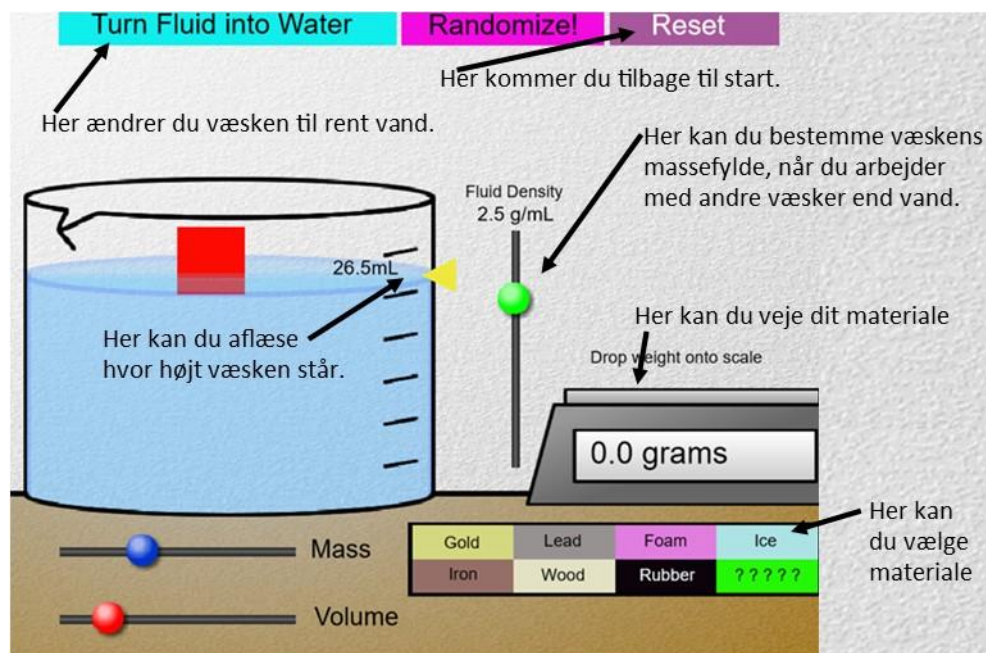 Turn Fluid into Water
Randomize!
Reset
Her kommer du tilbage til start.
Her ændrer du væsken til rent vand.
Her kan du bestemme væskens
massefylde, når du arbejder
med andre væsker end vand.
Fluid Density
2.5 g/mL
26.5mL
Her kan du aflæse
hvor højt væsken står.
Her kan du veje dit materiale
Drop weight onto scale
0.0 grams
Her kan
du vælge
materiale
Gold Lead Foam Ice
Iron Wood Rubber ? ? ? ? ?
Mass
Volume